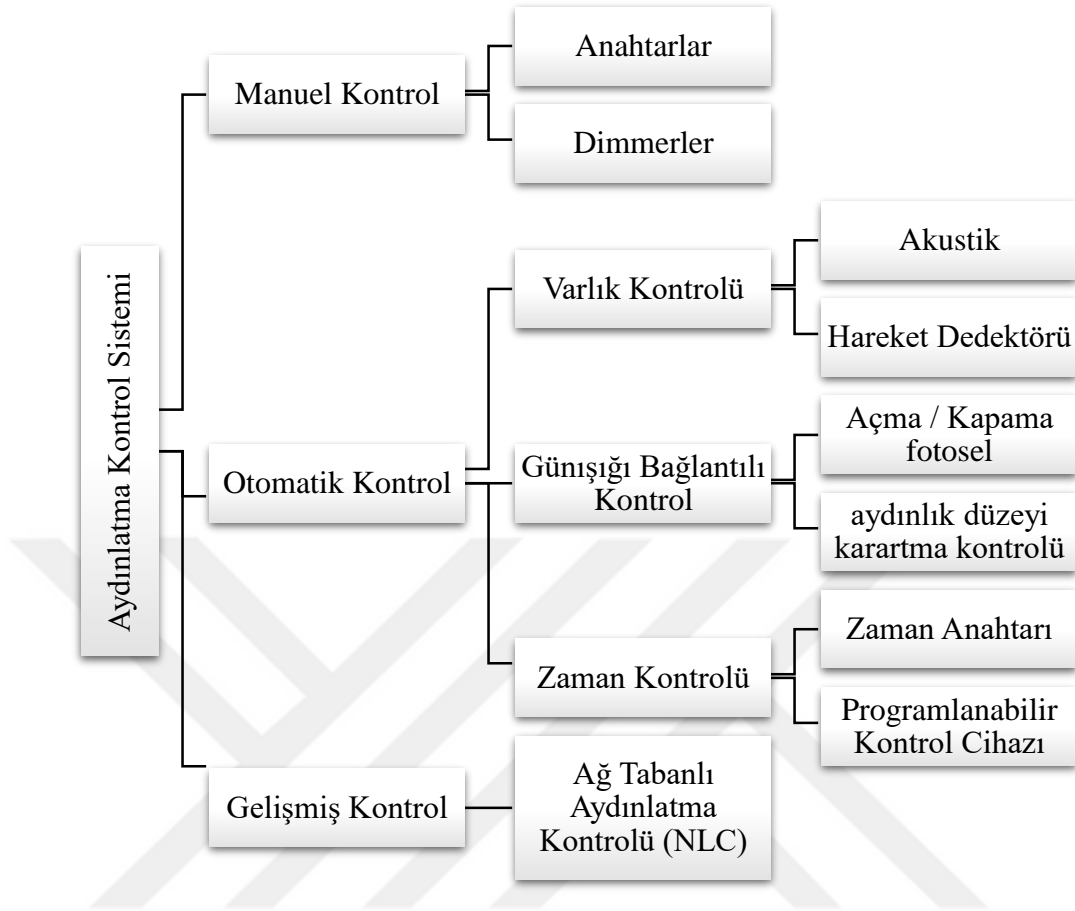 Aydınlatma Kontrol Sistemi
Manuel Kontrol
Anahtarlar
Dimmerler
Otomatik Kontrol
Varlık Kontrolü
Akustik
Hareket Dedektörü
Günışığı Bağlantılı
Kontrol
Açma / Kapama
fotosel
aydınlık düzeyi
karartma kontrolü
Zaman Kontrolü
Zaman Anahtarı
Programlanabilir
Kontrol Cihazı
Gelişmiş Kontrol
Ağ Tabanlı
Aydınlatma
Kontrolü (NLC)